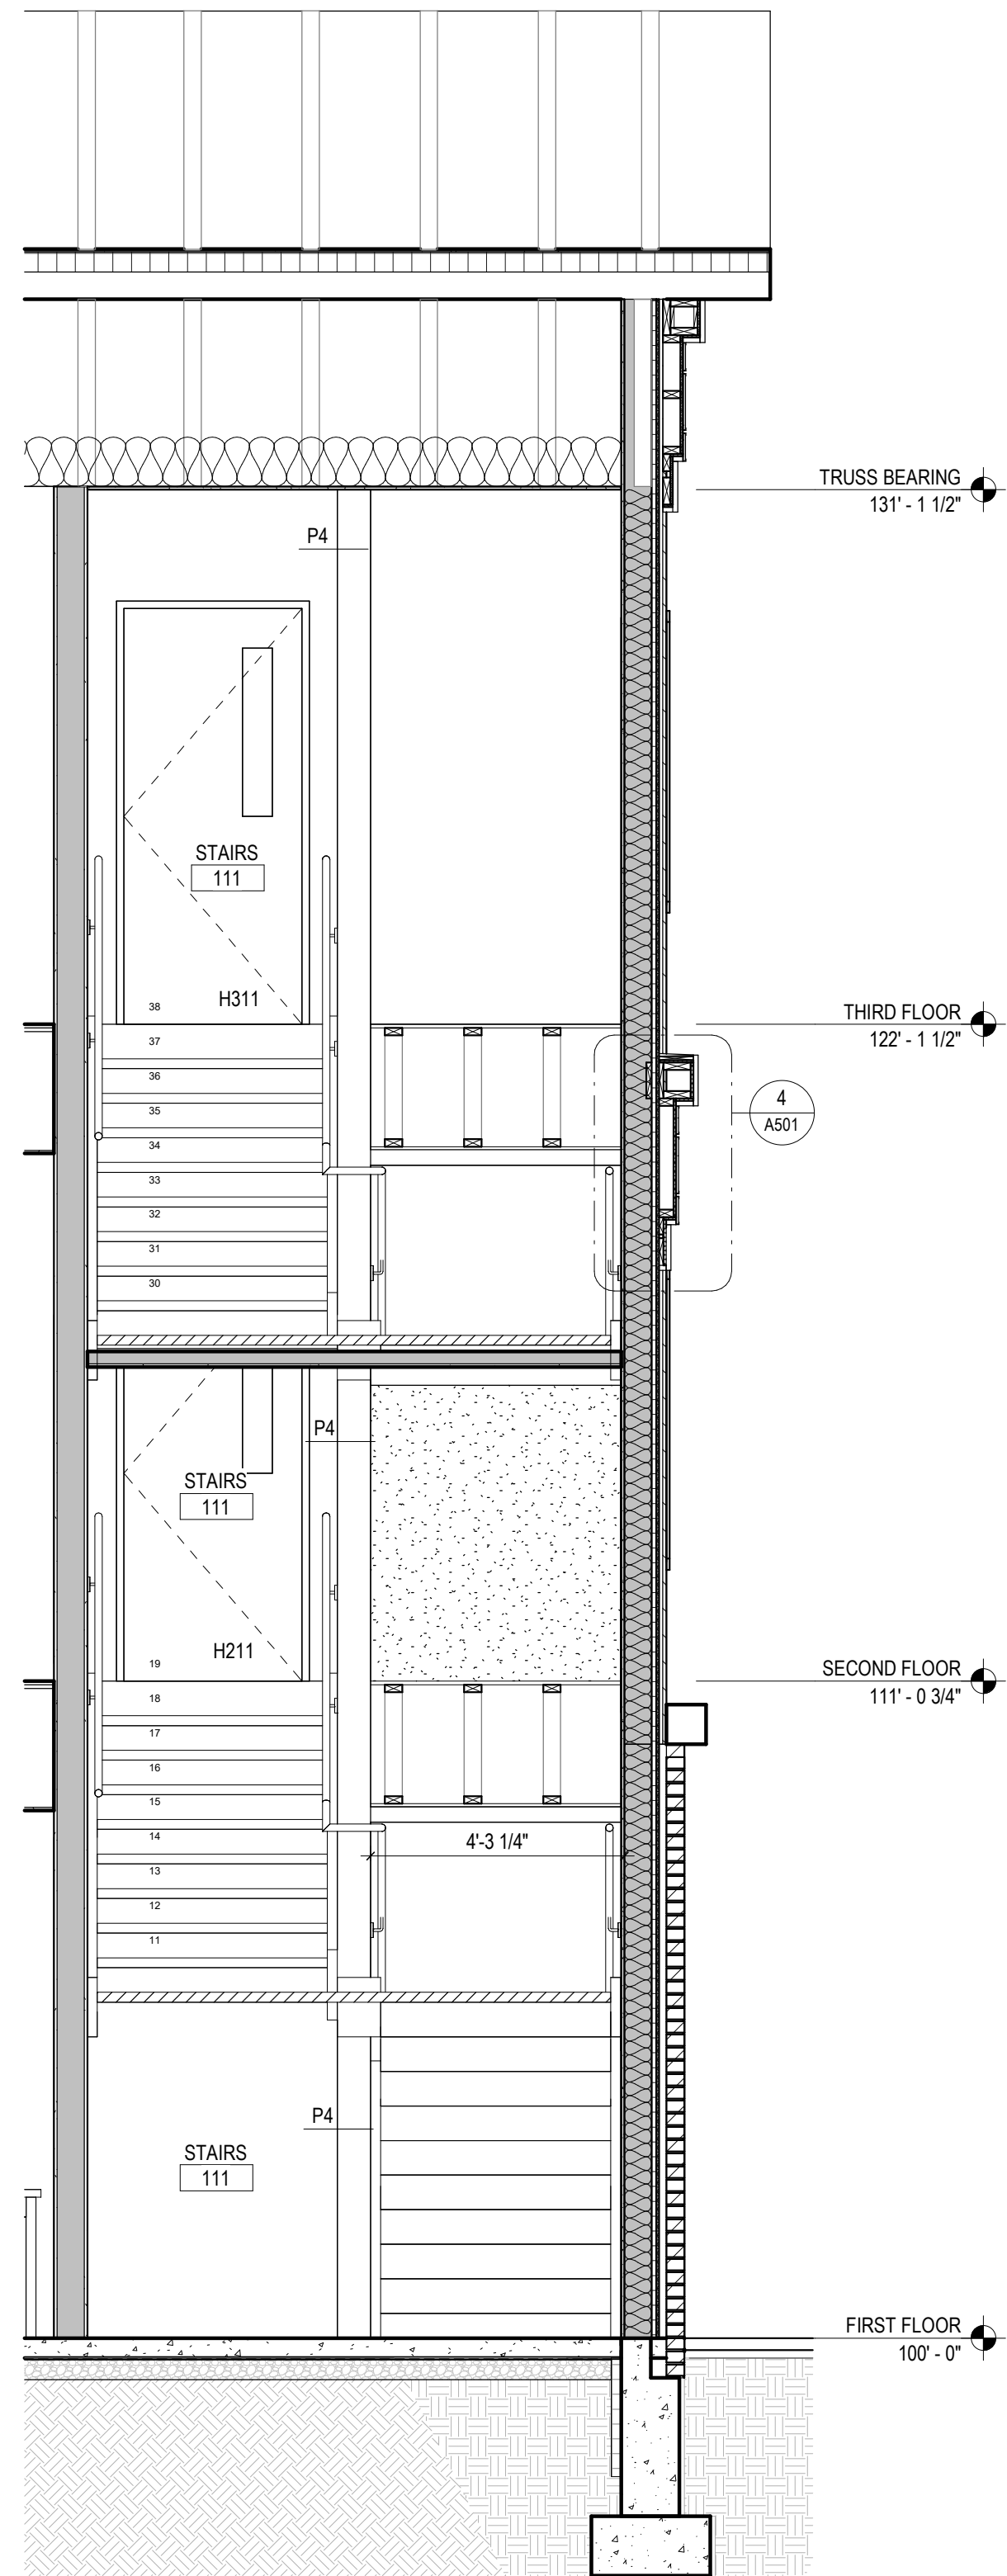 TRUSS BEARING
131' - 1 1/2"
P4
STAIRS
111
H311
38
37
36
35
34
33
32
31
30
THIRD FLOOR
122' - 1 1/2"
4
A501
P4
STAIRS
111
H211
19
18
17
16
15
14
13
12
11
SECOND FLOOR
111' - 0 3/4"
4'-3 1/4"
P4
STAIRS
111
FIRST FLOOR
100' - 0"